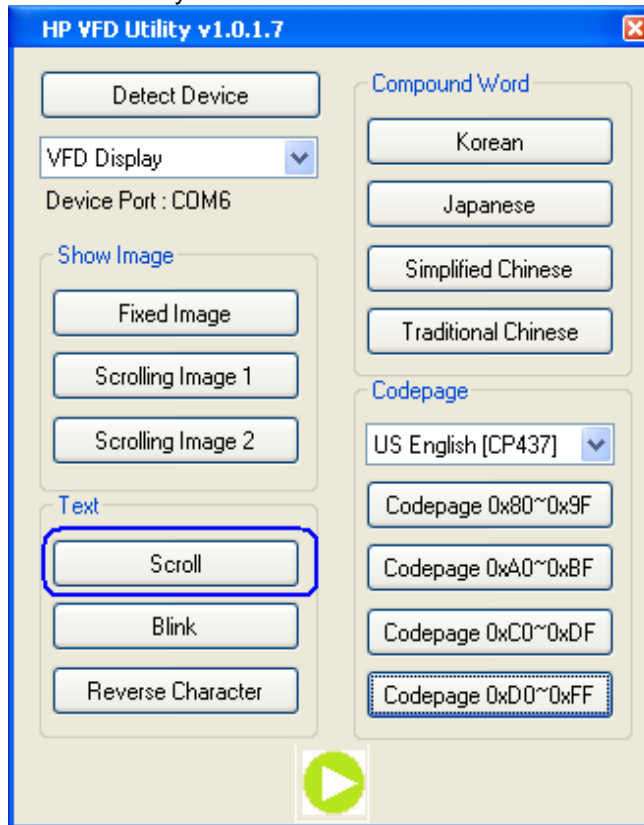 HP VFD Utility v1.0.1.7
Detect Device
VFD Display
Device Port : COM6
Show Image
Fixed Image
Scrolling Image 1
Scrolling Image 2
Text
Scroll
Blink
Reverse Character
Compound Word
Korean
Japanese
Simplified Chinese
Traditional Chinese
Codepage
US English [CP437]
Codepage 0x80~0x9F
Codepage 0xA0~0xBF
Codepage 0xC0~0xDF
Codepage 0xD0~0xFF